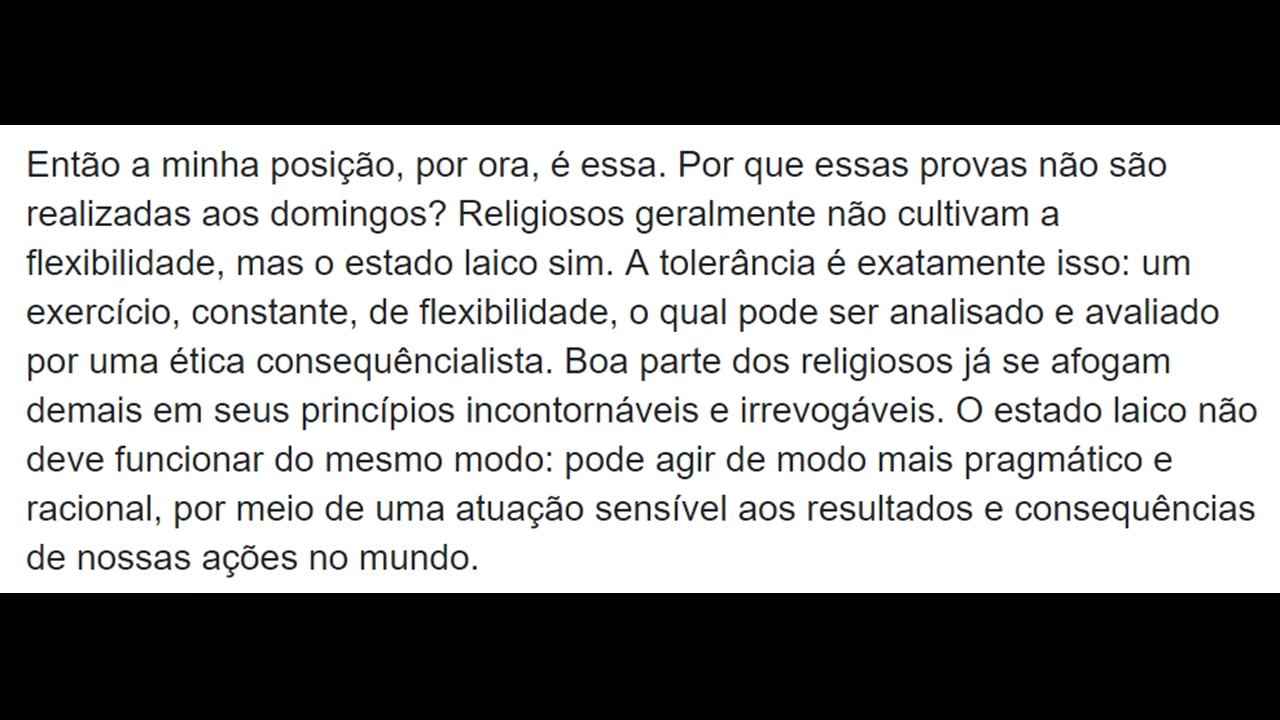 Então a minha posição, por ora, é essa. Por que essas provas não são
realizadas aos domingos? Religiosos geralmente não cultivam a
flexibilidade, mas o estado laico sim. A tolerância é exatamente isso: um
exercício, constante, de flexibilidade, o qual pode ser analisado e avaliado
por uma ética consequêncialista. Boa parte dos religiosos já se afogam
demais em seus princípios incontornáveis e irrevogáveis. O estado laico não
deve funcionar do mesmo modo: pode agir de modo mais pragmático e
racional, por meio de uma atuação sensível aos resultados e consequências
de nossas ações no mundo.